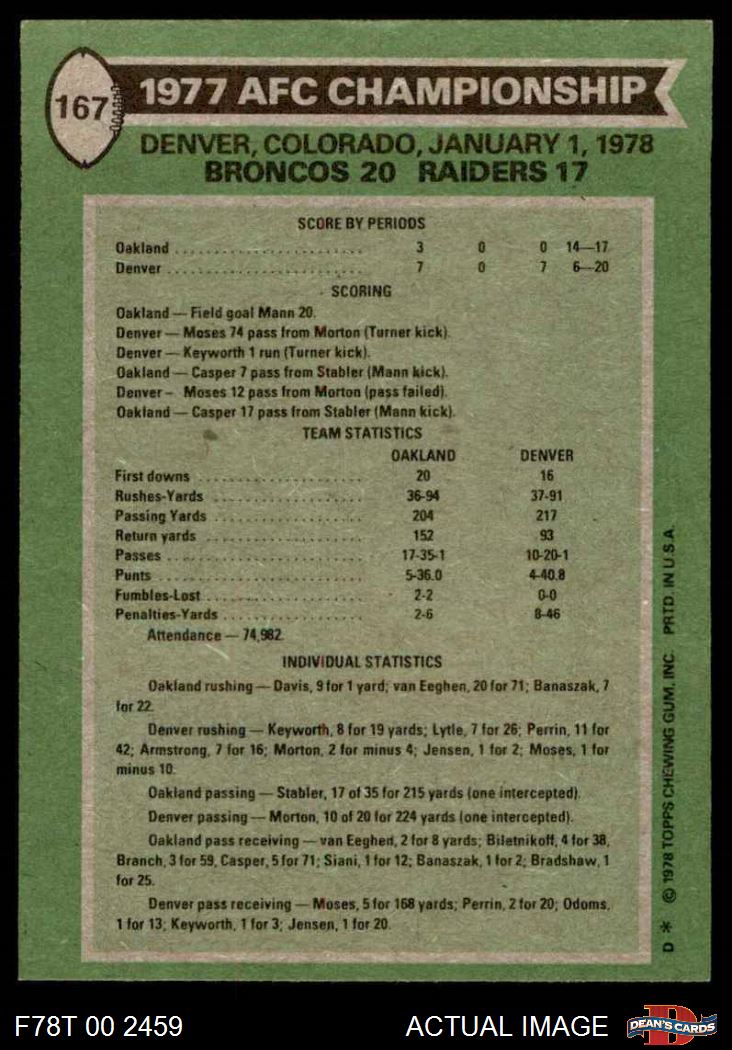 167
1977 AFC CHAMPIONSHIP
DENVER, COLORADO, JANUARY 1, 1978
BRONCOS 20 RAIDERS 17
SCORE BY PERIODS
Oakland ........................ 3 0 0 14—17
Denver ......................... 7 0 7 6—20
SCORING
Oakland — Field goal Mann 20.
Denver — Moses 74 pass from Morton (Turner kick).
Denver — Keyworth 1 run (Turner kick).
Oakland — Casper 7 pass from Stabler (Mann kick).
Denver – Moses 12 pass from Morton (pass failed).
Oakland — Casper 17 pass from Stabler (Mann kick).
TEAM STATISTICS
OAKLAND DENVER
First downs ..................... 20 16
Rushes-Yards ................... 36-94 37-91
Passing Yards ................... 204 217
Return yards .................... 152 93
Passes ......................... 17-35-1 10-20-1
Punts .......................... 5-36.0 4-40.8
Fumbles-Lost ................... 2-2 0-0
Penalties-Yards ................. 2-6 8-46
Attendance — 74,982
INDIVIDUAL STATISTICS
Oakland rushing — Davis, 9 for 1 yard; van Eeghen, 20 for 71; Banaszak, 7
for 22.
Denver rushing — Keyworth, 8 for 19 yards; Lytle, 7 for 26; Perrin, 11 for
42; Armstrong, 7 for 16; Morton, 2 for minus 4; Jensen, 1 for 2; Moses, 1 for
minus 10.
Oakland passing — Stabler, 17 of 35 for 215 yards (one intercepted).
Denver passing — Morton, 10 of 20 for 224 yards (one intercepted).
Oakland pass receiving — van Eeghen, 2 for 8 yards; Biletnikoff, 4 for 38,
Branch, 3 for 59, Casper, 5 for 71; Siani, 1 for 12; Banaszak, 1 for 2; Bradshaw, 1
for 25.
Denver pass receiving — Moses, 5 for 168 yards; Perrin, 2 for 20; Odoms,
1 for 13; Keyworth, 1 for 3; Jensen, 1 for 20.
D * © 1978 TOPPS CHEWING GUM, INC. PRTD. IN U.S.A.
F78T 00 2459 ACTUAL IMAGE
D
DEAN'S CARDS